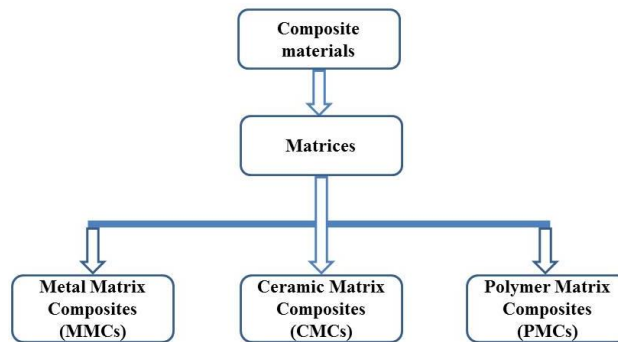 Composite
materials
Matrices
Metal Matrix
Composites
(MMCs)
Ceramic Matrix
Composites
(CMCs)
Polymer Matrix
Composites
(PMCs)